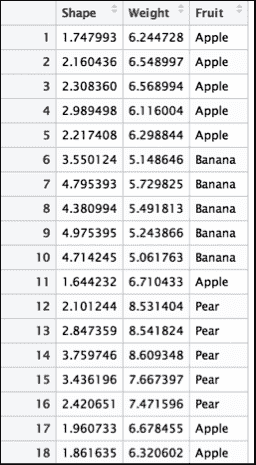 Shape Weight Fruit
1 1.747993 6.244728 Apple
2 2.160436 6.548997 Apple
3 2.308360 6.568994 Apple
4 2.989498 6.116004 Apple
5 2.217408 6.298844 Apple
6 3.550124 5.148646 Banana
7 4.795393 5.729825 Banana
8 4.380994 5.491813 Banana
9 4.975395 5.243866 Banana
10 4.714245 5.061763 Banana
11 1.644232 6.710433 Apple
12 2.101244 8.531404 Pear
13 2.847359 8.541824 Pear
14 3.759746 8.609348 Pear
15 3.436196 7.667397 Pear
16 2.420651 7.471596 Pear
17 1.960733 6.678455 Apple
18 1.861635 6.320602 Apple